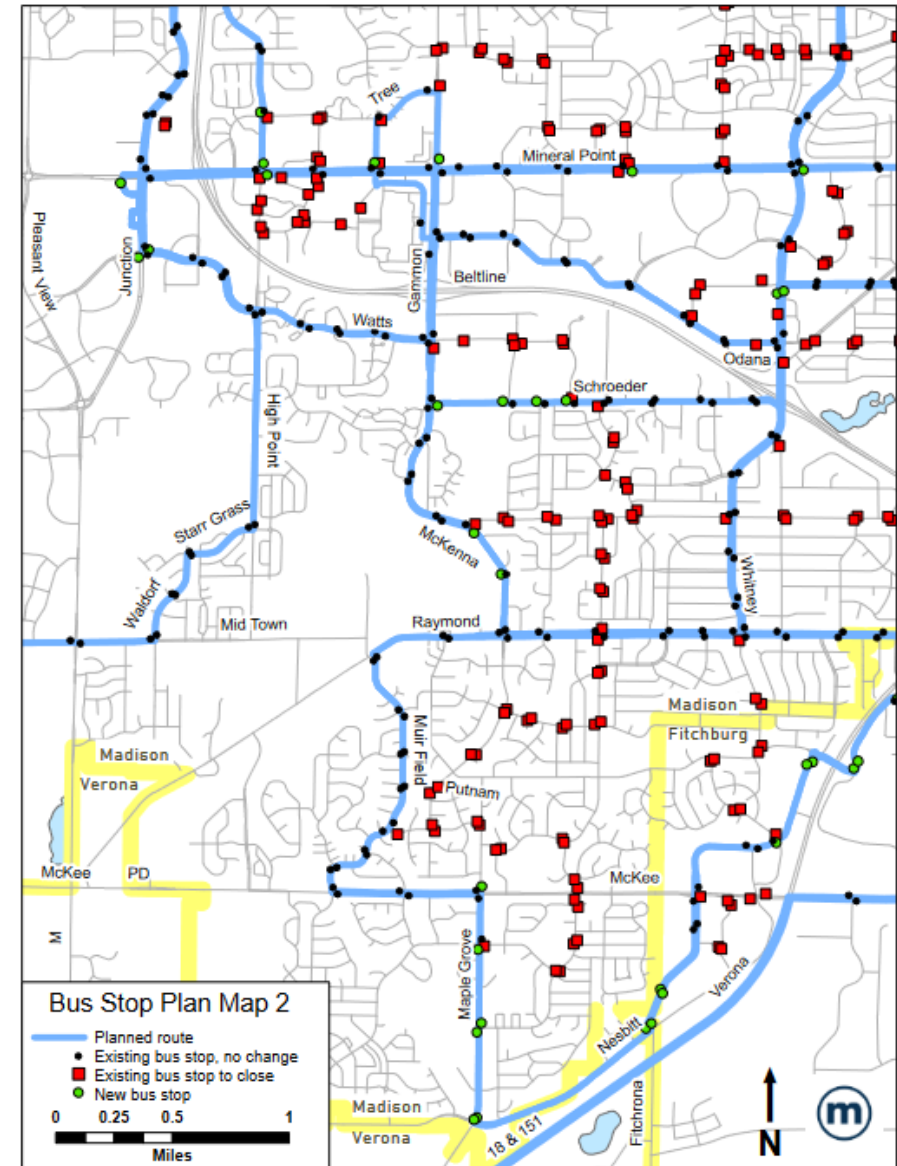 Tree
Mineral Point
Pleasant View
Junction
Gammon
Beltline
Watts
Odana
Schroeder
High Point
Starr Grass
McKenna
Whitney
Waldorf
Mid Town
Raymond
Madison
Fitchburg
Muir Field
Madison
Verona
Putnam
McKee
PD
McKee
M
Maple Grove
Verona
Nesbitt
Bus Stop Plan Map 2
Planned route
Existing bus stop, no change
Existing bus stop to close
New bus stop
0 0.25 0.5 1
Miles
Madison
Verona
18 & 151
Fitchrona
N
m